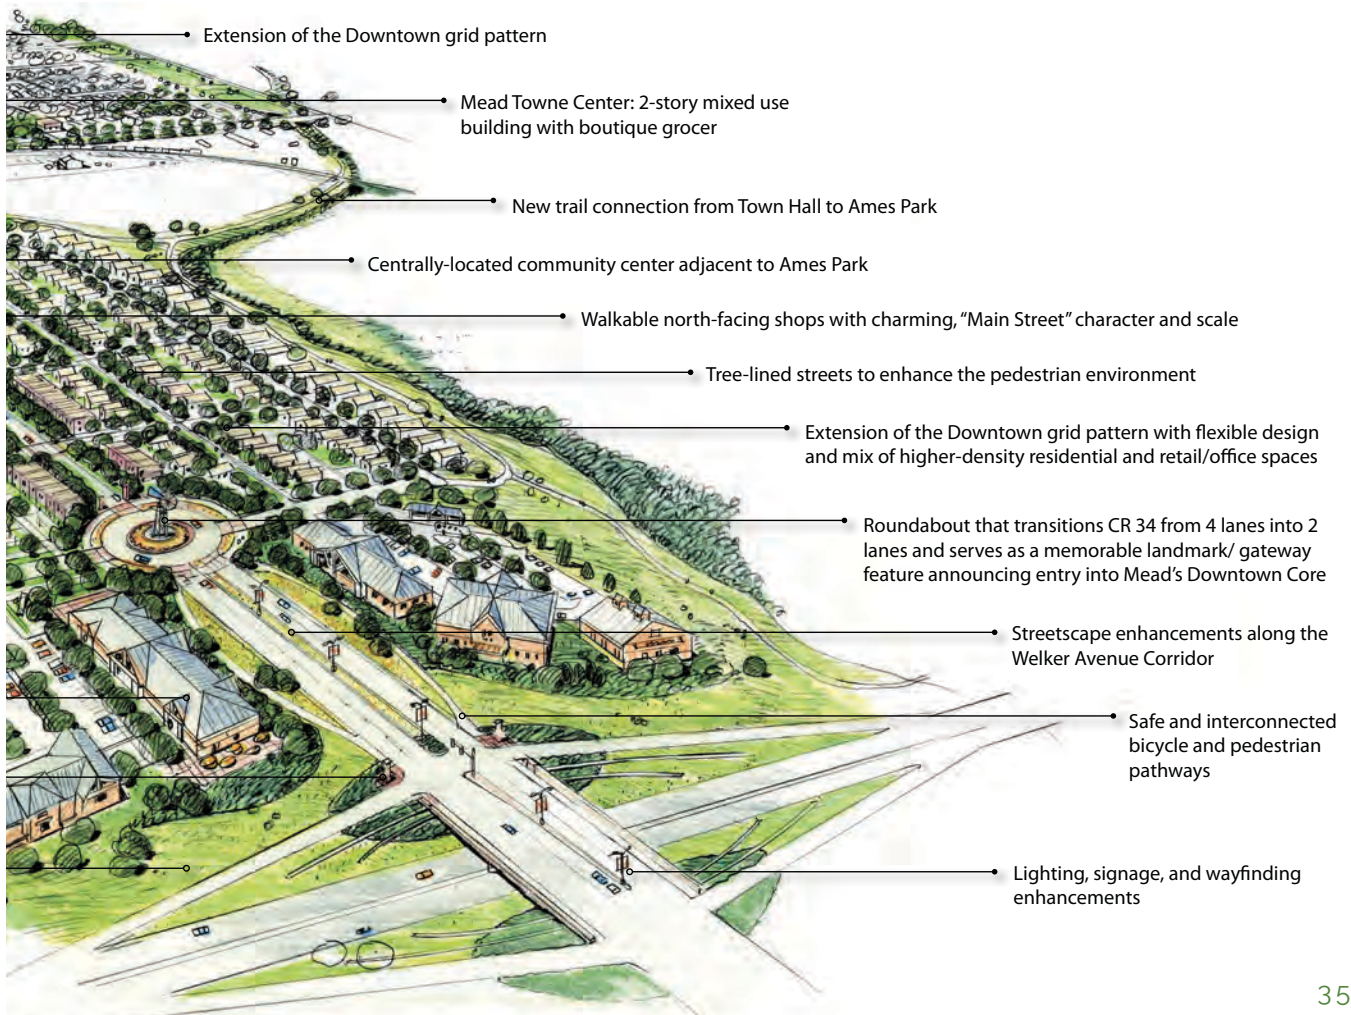 Extension of the Downtown grid pattern
Mead Towne Center: 2-story mixed use
building with boutique grocer
New trail connection from Town Hall to Ames Park
Centrally-located community center adjacent to Ames Park
Walkable north-facing shops with charming, “Main Street” character and scale
Tree-lined streets to enhance the pedestrian environment
Extension of the Downtown grid pattern with flexible design
and mix of higher-density residential and retail/office spaces
Roundabout that transitions CR 34 from 4 lanes into 2
lanes and serves as a memorable landmark/ gateway
feature announcing entry into Mead’s Downtown Core
Streetscape enhancements along the
Welker Avenue Corridor
Safe and interconnected
bicycle and pedestrian
pathways
Lighting, signage, and wayfinding
enhancements
35